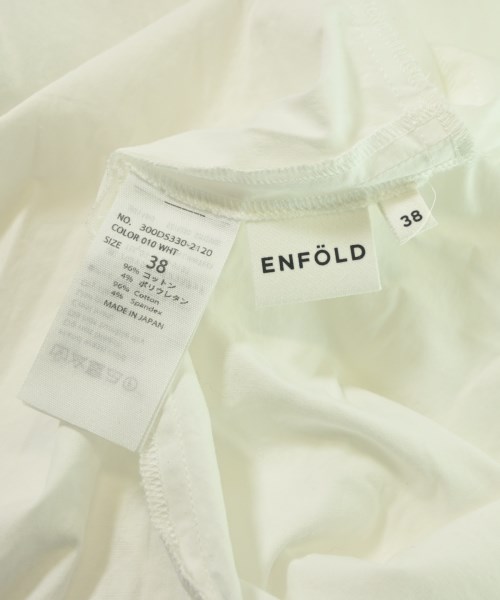 NO. 300DS330-2120
COLOR 010 WHT
SIZE
38
96% コットン
4% ポリウレタン
96% Cotton
4% Spandex
MADE IN JAPAN
ENFÖLD
38